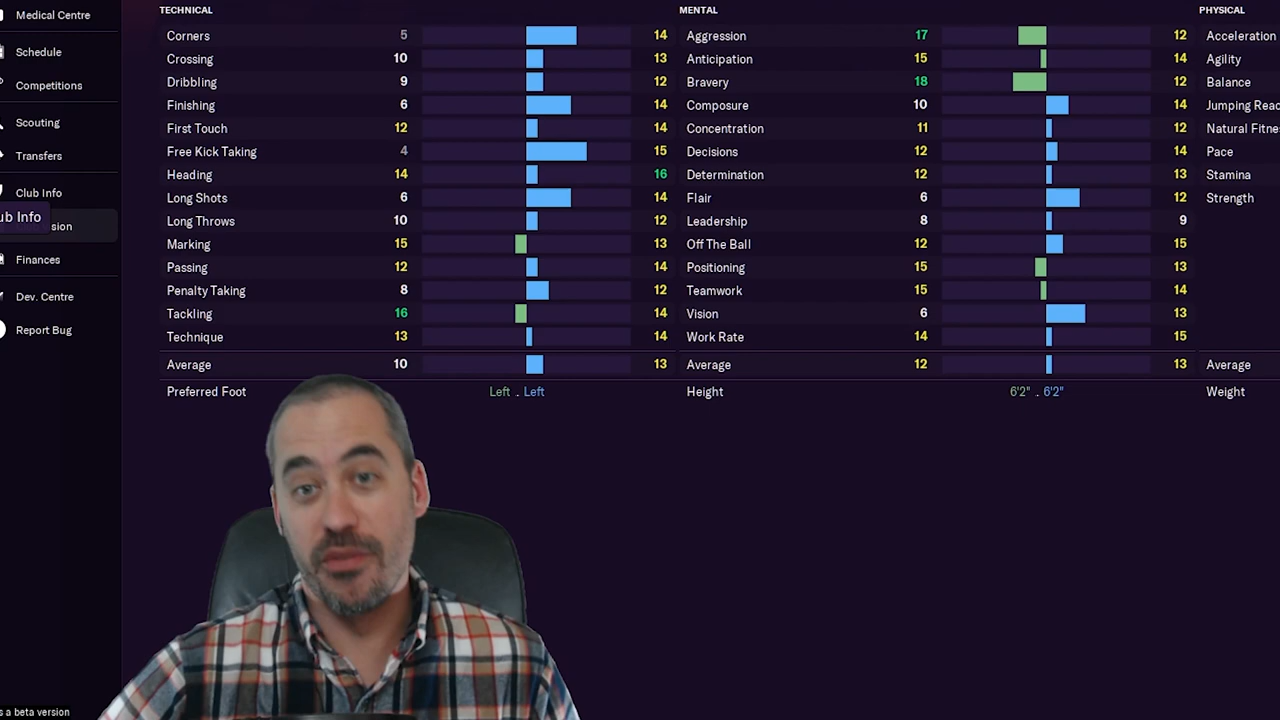 TECHNICAL MENTAL PHYSICAL
Medical Centre
Corners 5 14 Aggression 17 12 Acceleration
Schedule
Crossing 10 13 Anticipation 15 14 Agility
Competitions
Dribbling 9 12 Bravery 18 12 Balance
Finishing 6 14 Composure 10 14 Jumping Reac
Scouting
First Touch 12 14 Concentration 11 12 Natural Fitne
Transfers
Free Kick Taking 4 15 Decisions 12 14 Pace
Heading 14 16 Determination 12 13 Stamina
Club Info
Long Shots 6 14 Flair 6 12 Strength
ub Info
Long Throws 10 12 Leadership 8 9
sion
Marking 15 13 Off The Ball 12 15
Finances
Passing 12 14 Positioning 15 13
Penalty Taking 8 12 Teamwork 15 14
Dev. Centre
Tackling 16 14 Vision 6 13
Report Bug
Technique 13 14 Work Rate 14 15
Average 10 13 Average 12 13 Average
Preferred Foot Left . Left Height 6'2" . 6'2" Weight
s a beta version